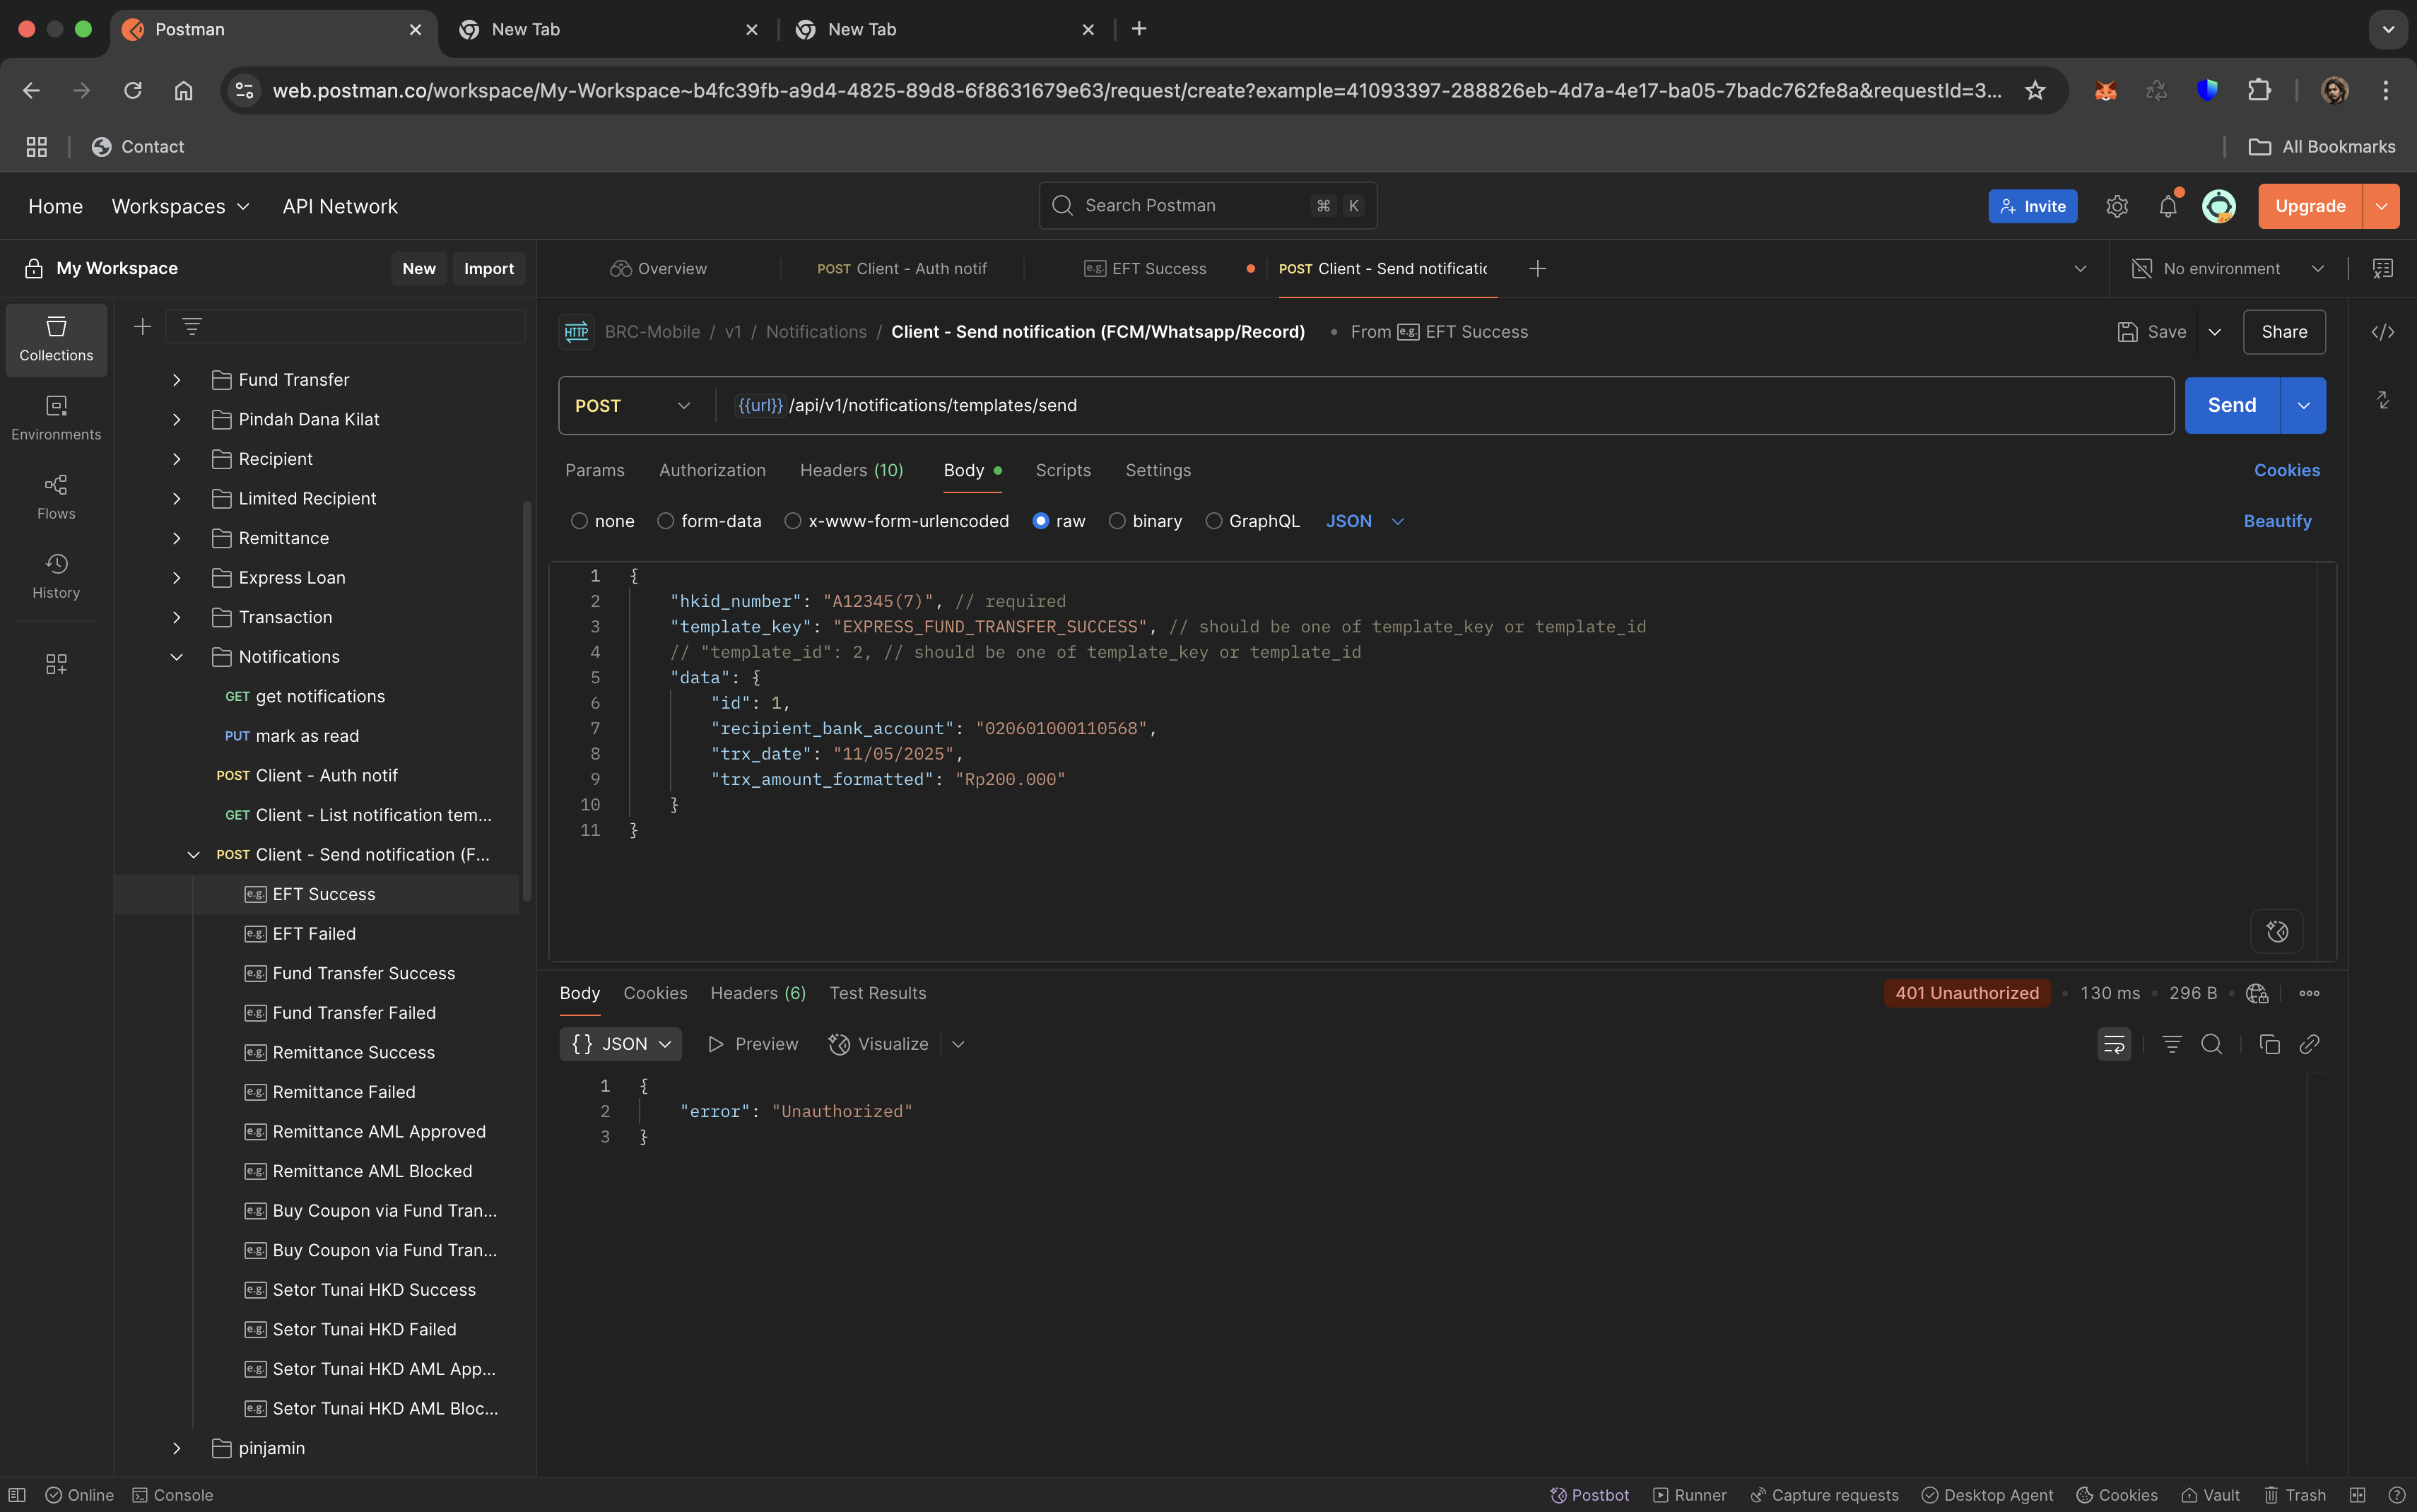 Postman
New Tab
New Tab
web.postman.co/workspace/My-Workspace~b4fc39fb-a9d4-4825-89d8-6f8631679e63/request/create?example=41093397-288826eb-4d7a-4e17-ba05-7badc762fe8a&requestId=3...
Contact
All Bookmarks
Home
Workspaces
API Network
Search Postman
⌘ K
Invite
Upgrade
My Workspace
New
Import
Overview
POST Client - Auth notif
e.g. EFT Success
POST Client - Send notificatic
No environment
Collections
Environments
Flows
History
Fund Transfer
Pindah Dana Kilat
Recipient
Limited Recipient
Remittance
Express Loan
Transaction
Notifications
GET get notifications
PUT mark as read
POST Client - Auth notif
GET Client - List notification tem...
POST Client - Send notification (F...
e.g. EFT Success
e.g. EFT Failed
e.g. Fund Transfer Success
e.g. Fund Transfer Failed
e.g. Remittance Success
e.g. Remittance Failed
e.g. Remittance AML Approved
e.g. Remittance AML Blocked
e.g. Buy Coupon via Fund Tran...
e.g. Buy Coupon via Fund Tran...
e.g. Setor Tunai HKD Success
e.g. Setor Tunai HKD Failed
e.g. Setor Tunai HKD AML App...
e.g. Setor Tunai HKD AML Bloc...
pinjamin
HTTP BRC-Mobile / v1 / Notifications / Client - Send notification (FCM/Whatsapp/Record) • From e.g. EFT Success
Save
Share
POST
{{url}}/api/v1/notifications/templates/send
Send
Params
Authorization
Headers (10)
Body
Scripts
Settings
Cookies
none
form-data
x-www-form-urlencoded
raw
binary
GraphQL
JSON
Beautify
1 {
2 "hkid_number": "A12345(7)", // required
3 "template_key": "EXPRESS_FUND_TRANSFER_SUCCESS", // should be one of template_key or template_id
4 // "template_id": 2, // should be one of template_key or template_id
5 "data": {
6 "id": 1,
7 "recipient_bank_account": "020601000110568",
8 "trx_date": "11/05/2025",
9 "trx_amount_formatted": "Rp200.000"
10 }
11 }
Body
Cookies
Headers (6)
Test Results
401 Unauthorized • 130 ms • 296 B
{} JSON
Preview
Visualize
1 {
2 "error": "Unauthorized"
3 }
Online
Console
Postbot
Runner
Capture requests
Desktop Agent
Cookies
Vault
Trash